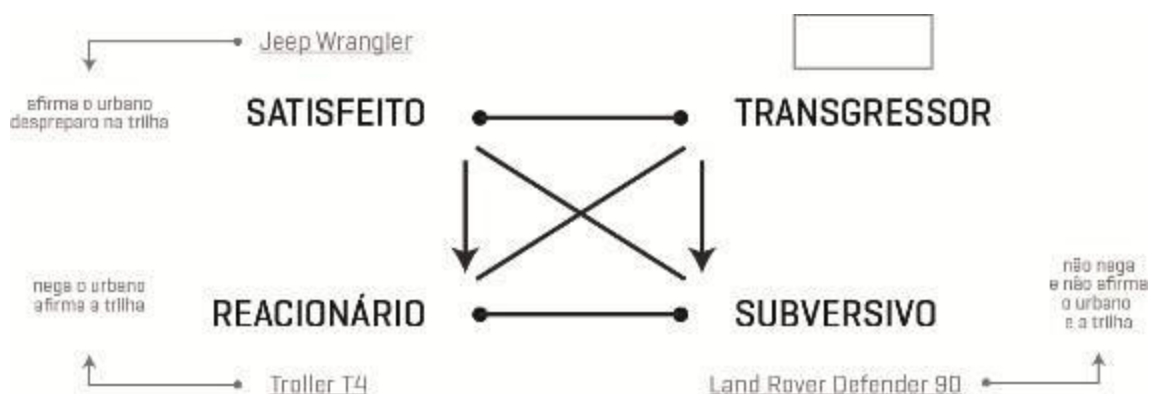 Jeep Wrangler
afirma o urbano
despreparo na trilha
SATISFEITO
TRANSGRESSOR
nega o urbano
afirma a trilha
REACIONÁRIO
SUBVERSIVO
não nega
e não afirma
o urbano
e a trilha
Troller T4
Land Rover Defender 90